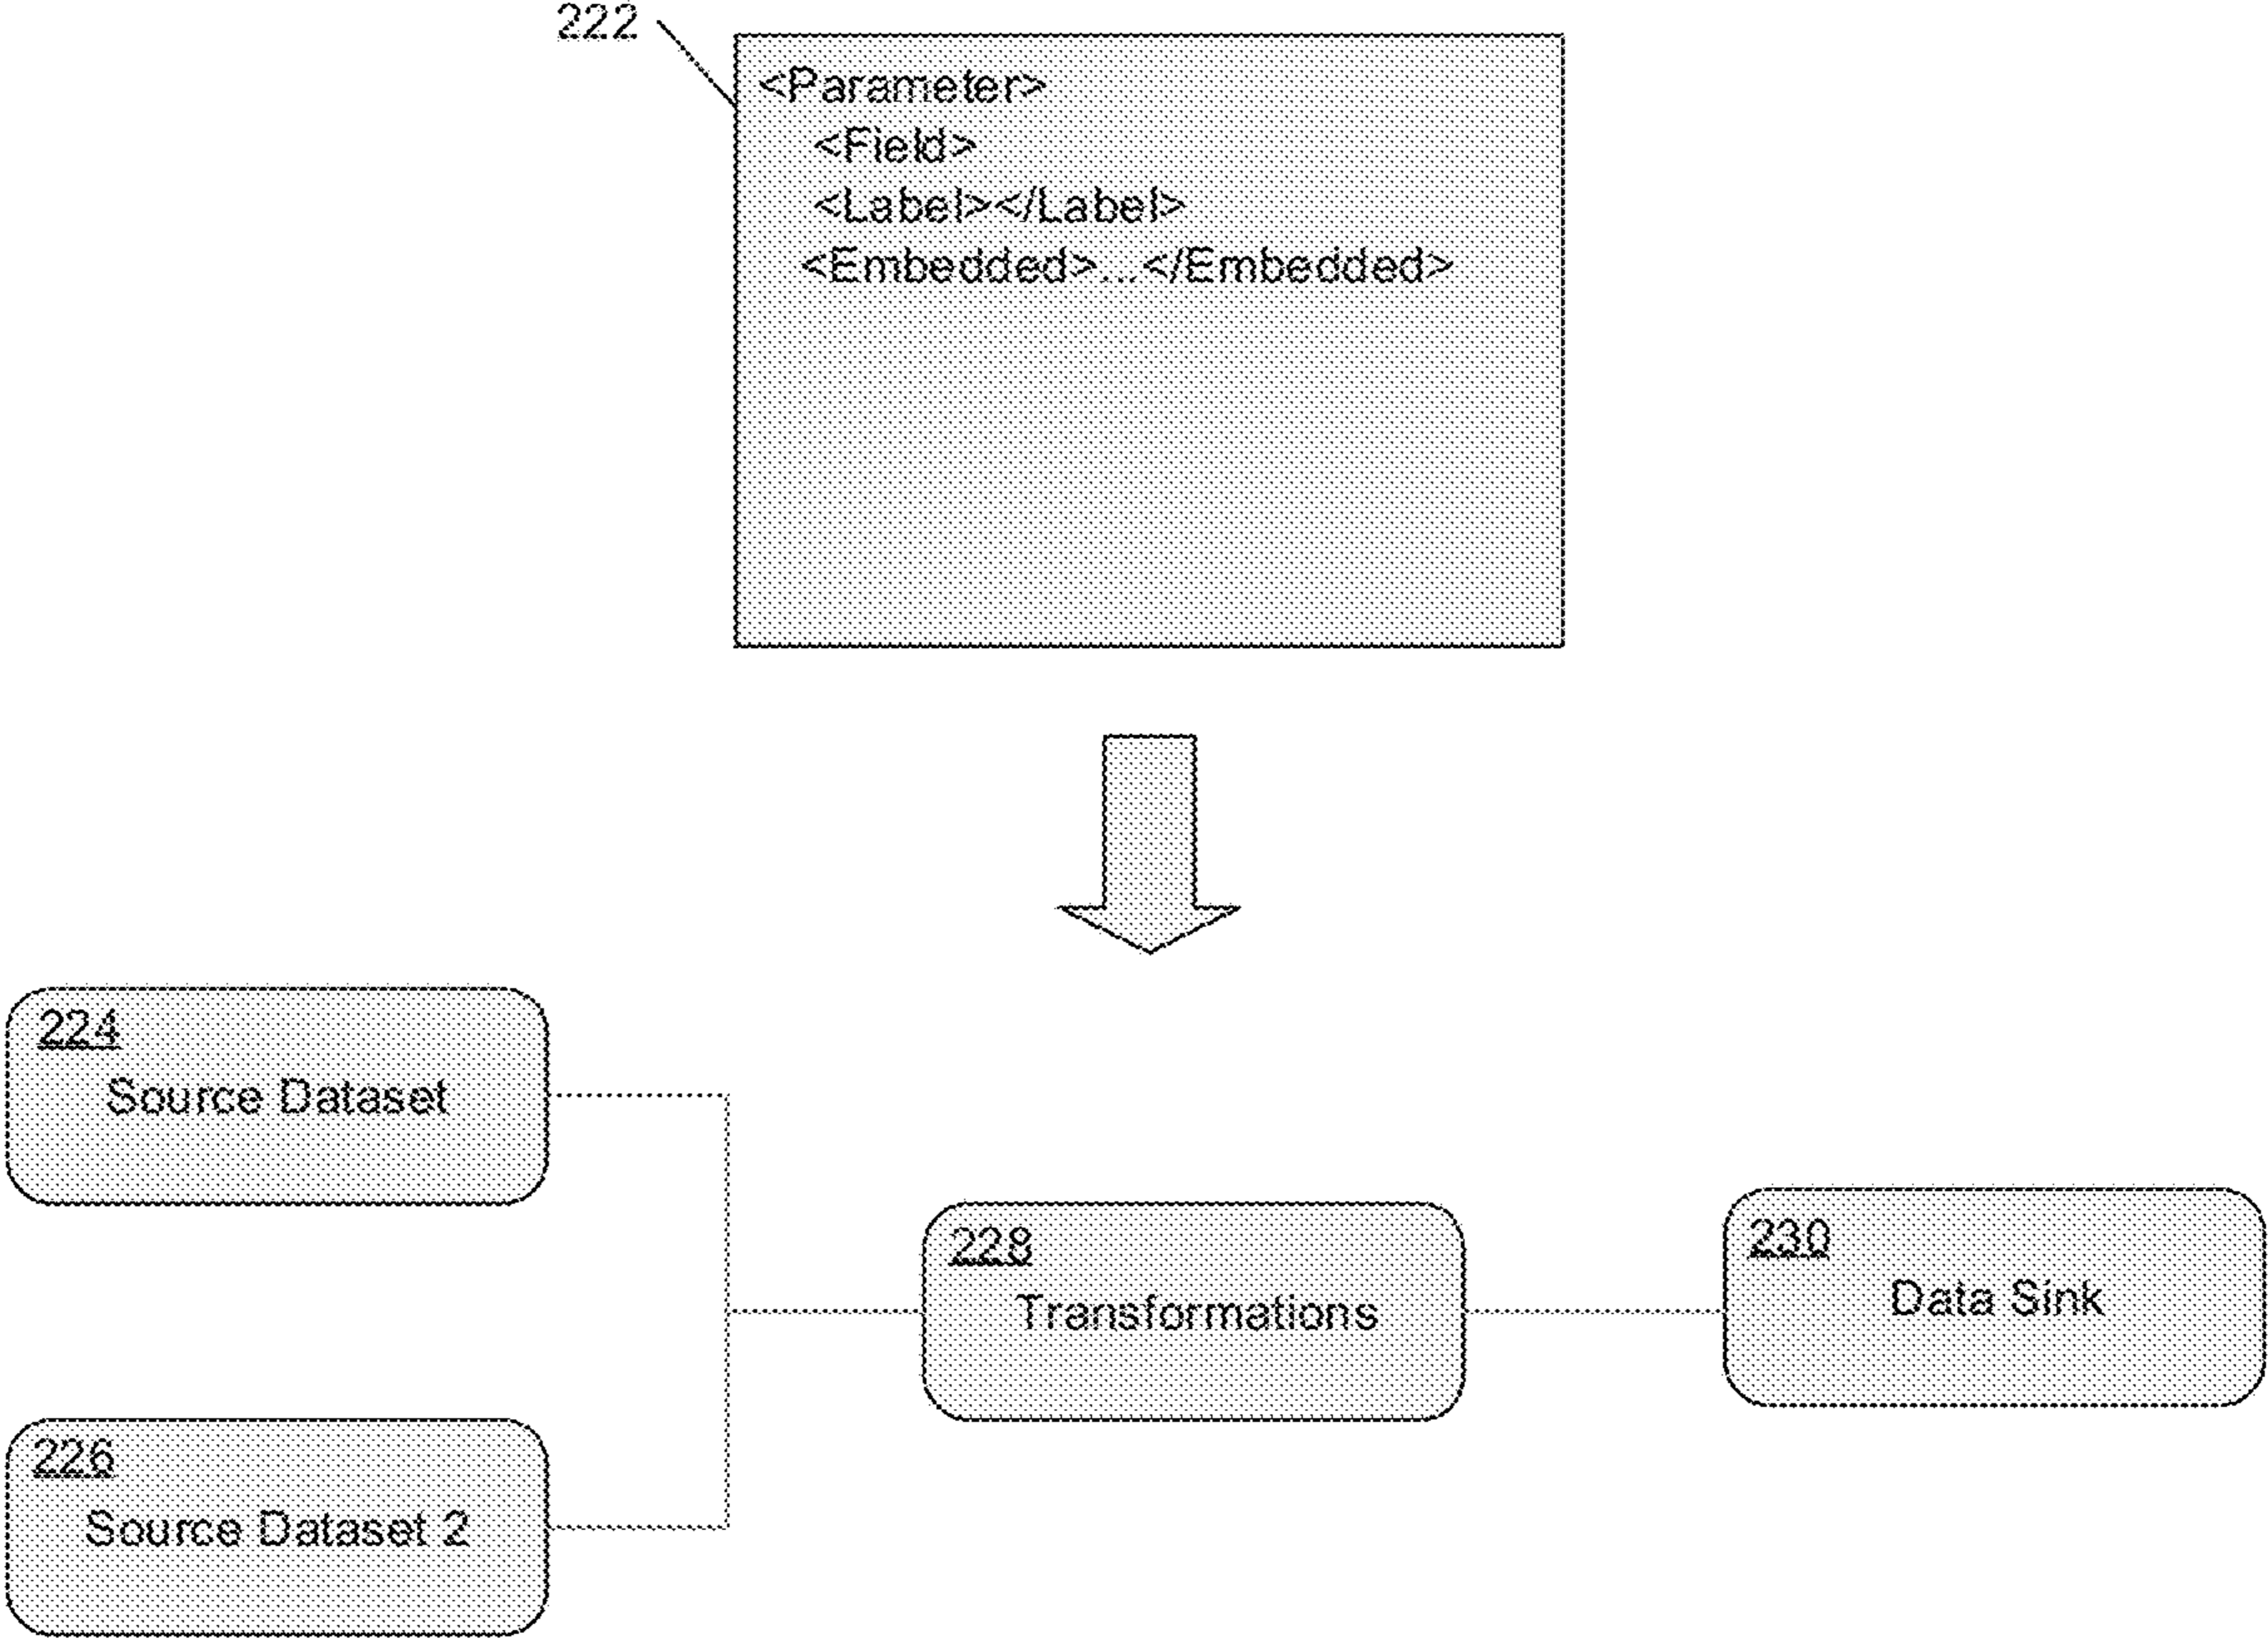 222
<Parameter>
<Field>
<Label></Label>
<Embedded>...</Embedded>
224
Source Dataset
226
Source Dataset 2
228
Transformations
230
Data Sink